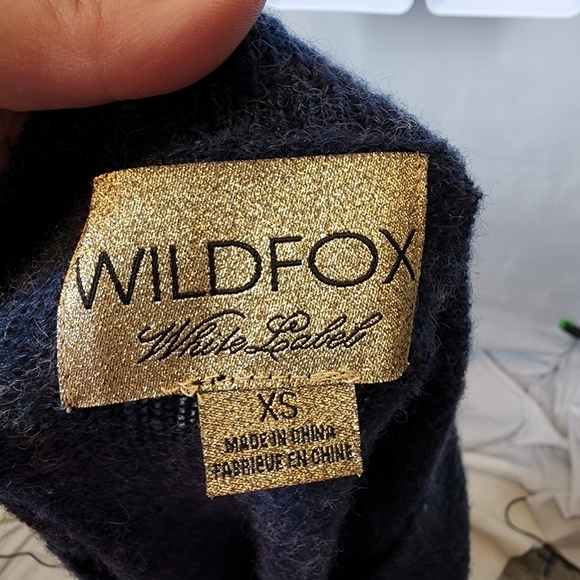 WILDFOX
White Label
XS
MADE IN CHINA
FABRIQUE EN CHINE